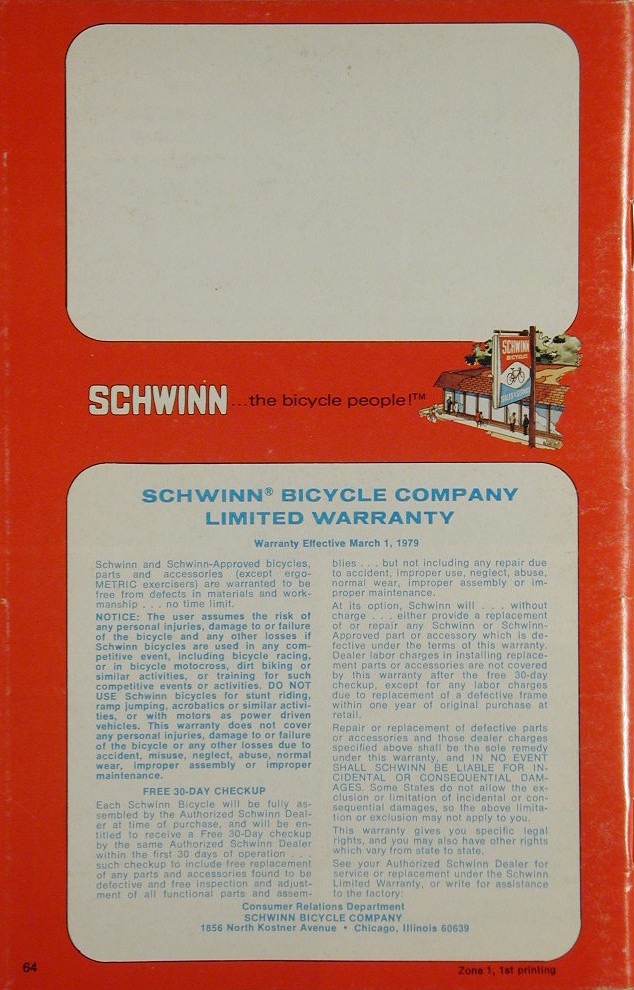 SCHWINN
BICYCLES
SALES & SERVICE
SCHWINN...the bicycle people!™
SCHWINN® BICYCLE COMPANY
LIMITED WARRANTY
Warranty Effective March 1, 1979
Schwinn and Schwinn-Approved bicycles,
parts and accessories (except ergo-
METRIC exercisers) are warranted to be
free from defects in materials and work-
manship . . . no time limit.
NOTICE: The user assumes the risk of
any personal injuries, damage to or failure
of the bicycle and any other losses if
Schwinn bicycles are used in any com-
petitive event, including bicycle racing,
or in bicycle motocross, dirt biking or
similar activities, or training for such
competitive events or activities. DO NOT
USE Schwinn bicycles for stunt riding,
ramp jumping, acrobatics or similar activi-
ties, or with motors as power driven
vehicles. This warranty does not cover
any personal injuries, damage to or failure
of the bicycle or any other losses due to
accident, misuse, neglect, abuse, normal
wear, improper assembly or improper
maintenance.
FREE 30-DAY CHECKUP
Each Schwinn Bicycle will be fully as-
sembled by the Authorized Schwinn Deal-
er at time of purchase, and will be en-
titled to receive a Free 30-Day checkup
by the same Authorized Schwinn Dealer
within the first 30 days of operation . . .
such checkup to include free replacement
of any parts and accessories found to be
defective and free inspection and adjust-
ment of all functional parts and assem-
blies . . . but not including any repair due
to accident, improper use, neglect, abuse,
normal wear, improper assembly or im-
proper maintenance.
At its option, Schwinn will . . . without
charge . . . either provide a replacement
of or repair any Schwinn or Schwinn-
Approved part or accessory which is de-
fective under the terms of this warranty.
Dealer labor charges in installing replace-
ment parts or accessories are not covered
by this warranty after the free 30-day
checkup, except for any labor charges
due to replacement of a defective frame
within one year of original purchase at
retail.
Repair or replacement of defective parts
or accessories and those dealer charges
specified above shall be the sole remedy
under this warranty, and IN NO EVENT
SHALL SCHWINN BE LIABLE FOR IN-
CIDENTAL OR CONSEQUENTIAL DAM-
AGES. Some States do not allow the ex-
clusion or limitation of incidental or con-
sequential damages, so the above limita-
tion or exclusion may not apply to you.
This warranty gives you specific legal
rights, and you may also have other rights
which vary from state to state.
See your Authorized Schwinn Dealer for
service or replacement under the Schwinn
Limited Warranty, or write for assistance
to the factory:
Consumer Relations Department
SCHWINN BICYCLE COMPANY
1856 North Kostner Avenue • Chicago, Illinois 60639
64
Zone 1, 1st printing